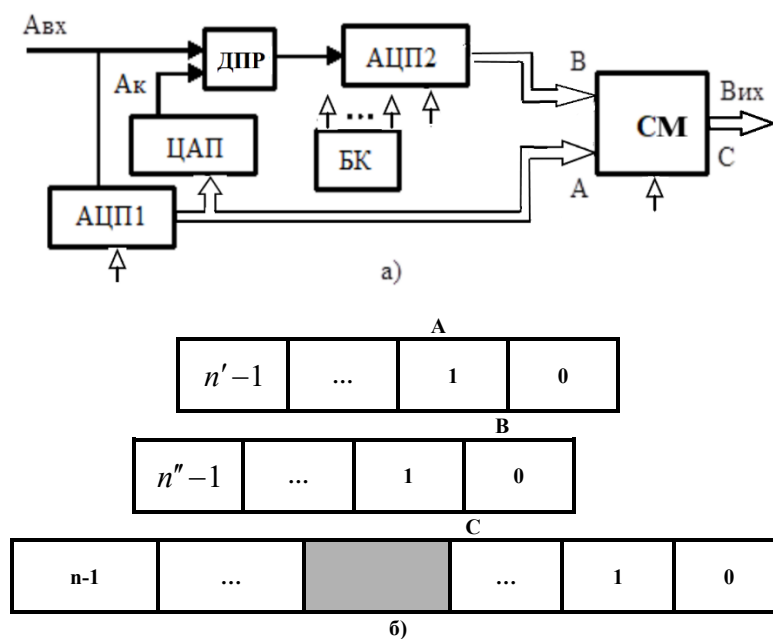 Авх
ДПР
АЦП2
В
Ак
СМ
Вих
ЦАП
...
БК
С
А
АЦП1
а)
А
n′−1 ... 1 0
В
n″−1 ... 1 0
С
n-1 ... ... 1 0
б)